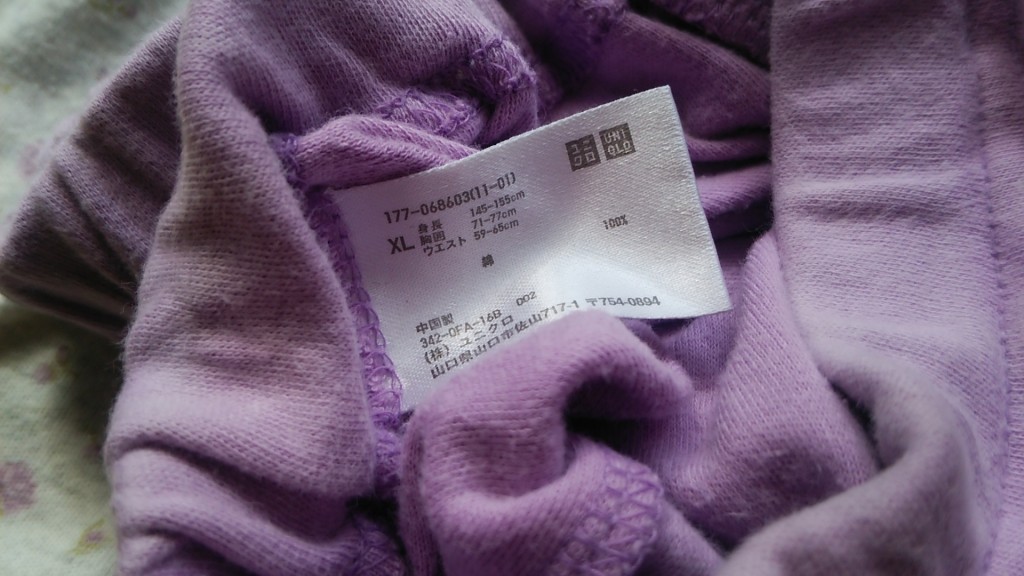 ユニクロ UNIQLO
177-068603(11-01)
XL 身長 145-155cm
胸囲 71-77cm
ウエスト 59-65cm
綿 100%
002
中国製
342-0FA-16B
(株) ユニクロ
山口県山口市佐山717-1 〒754-0894